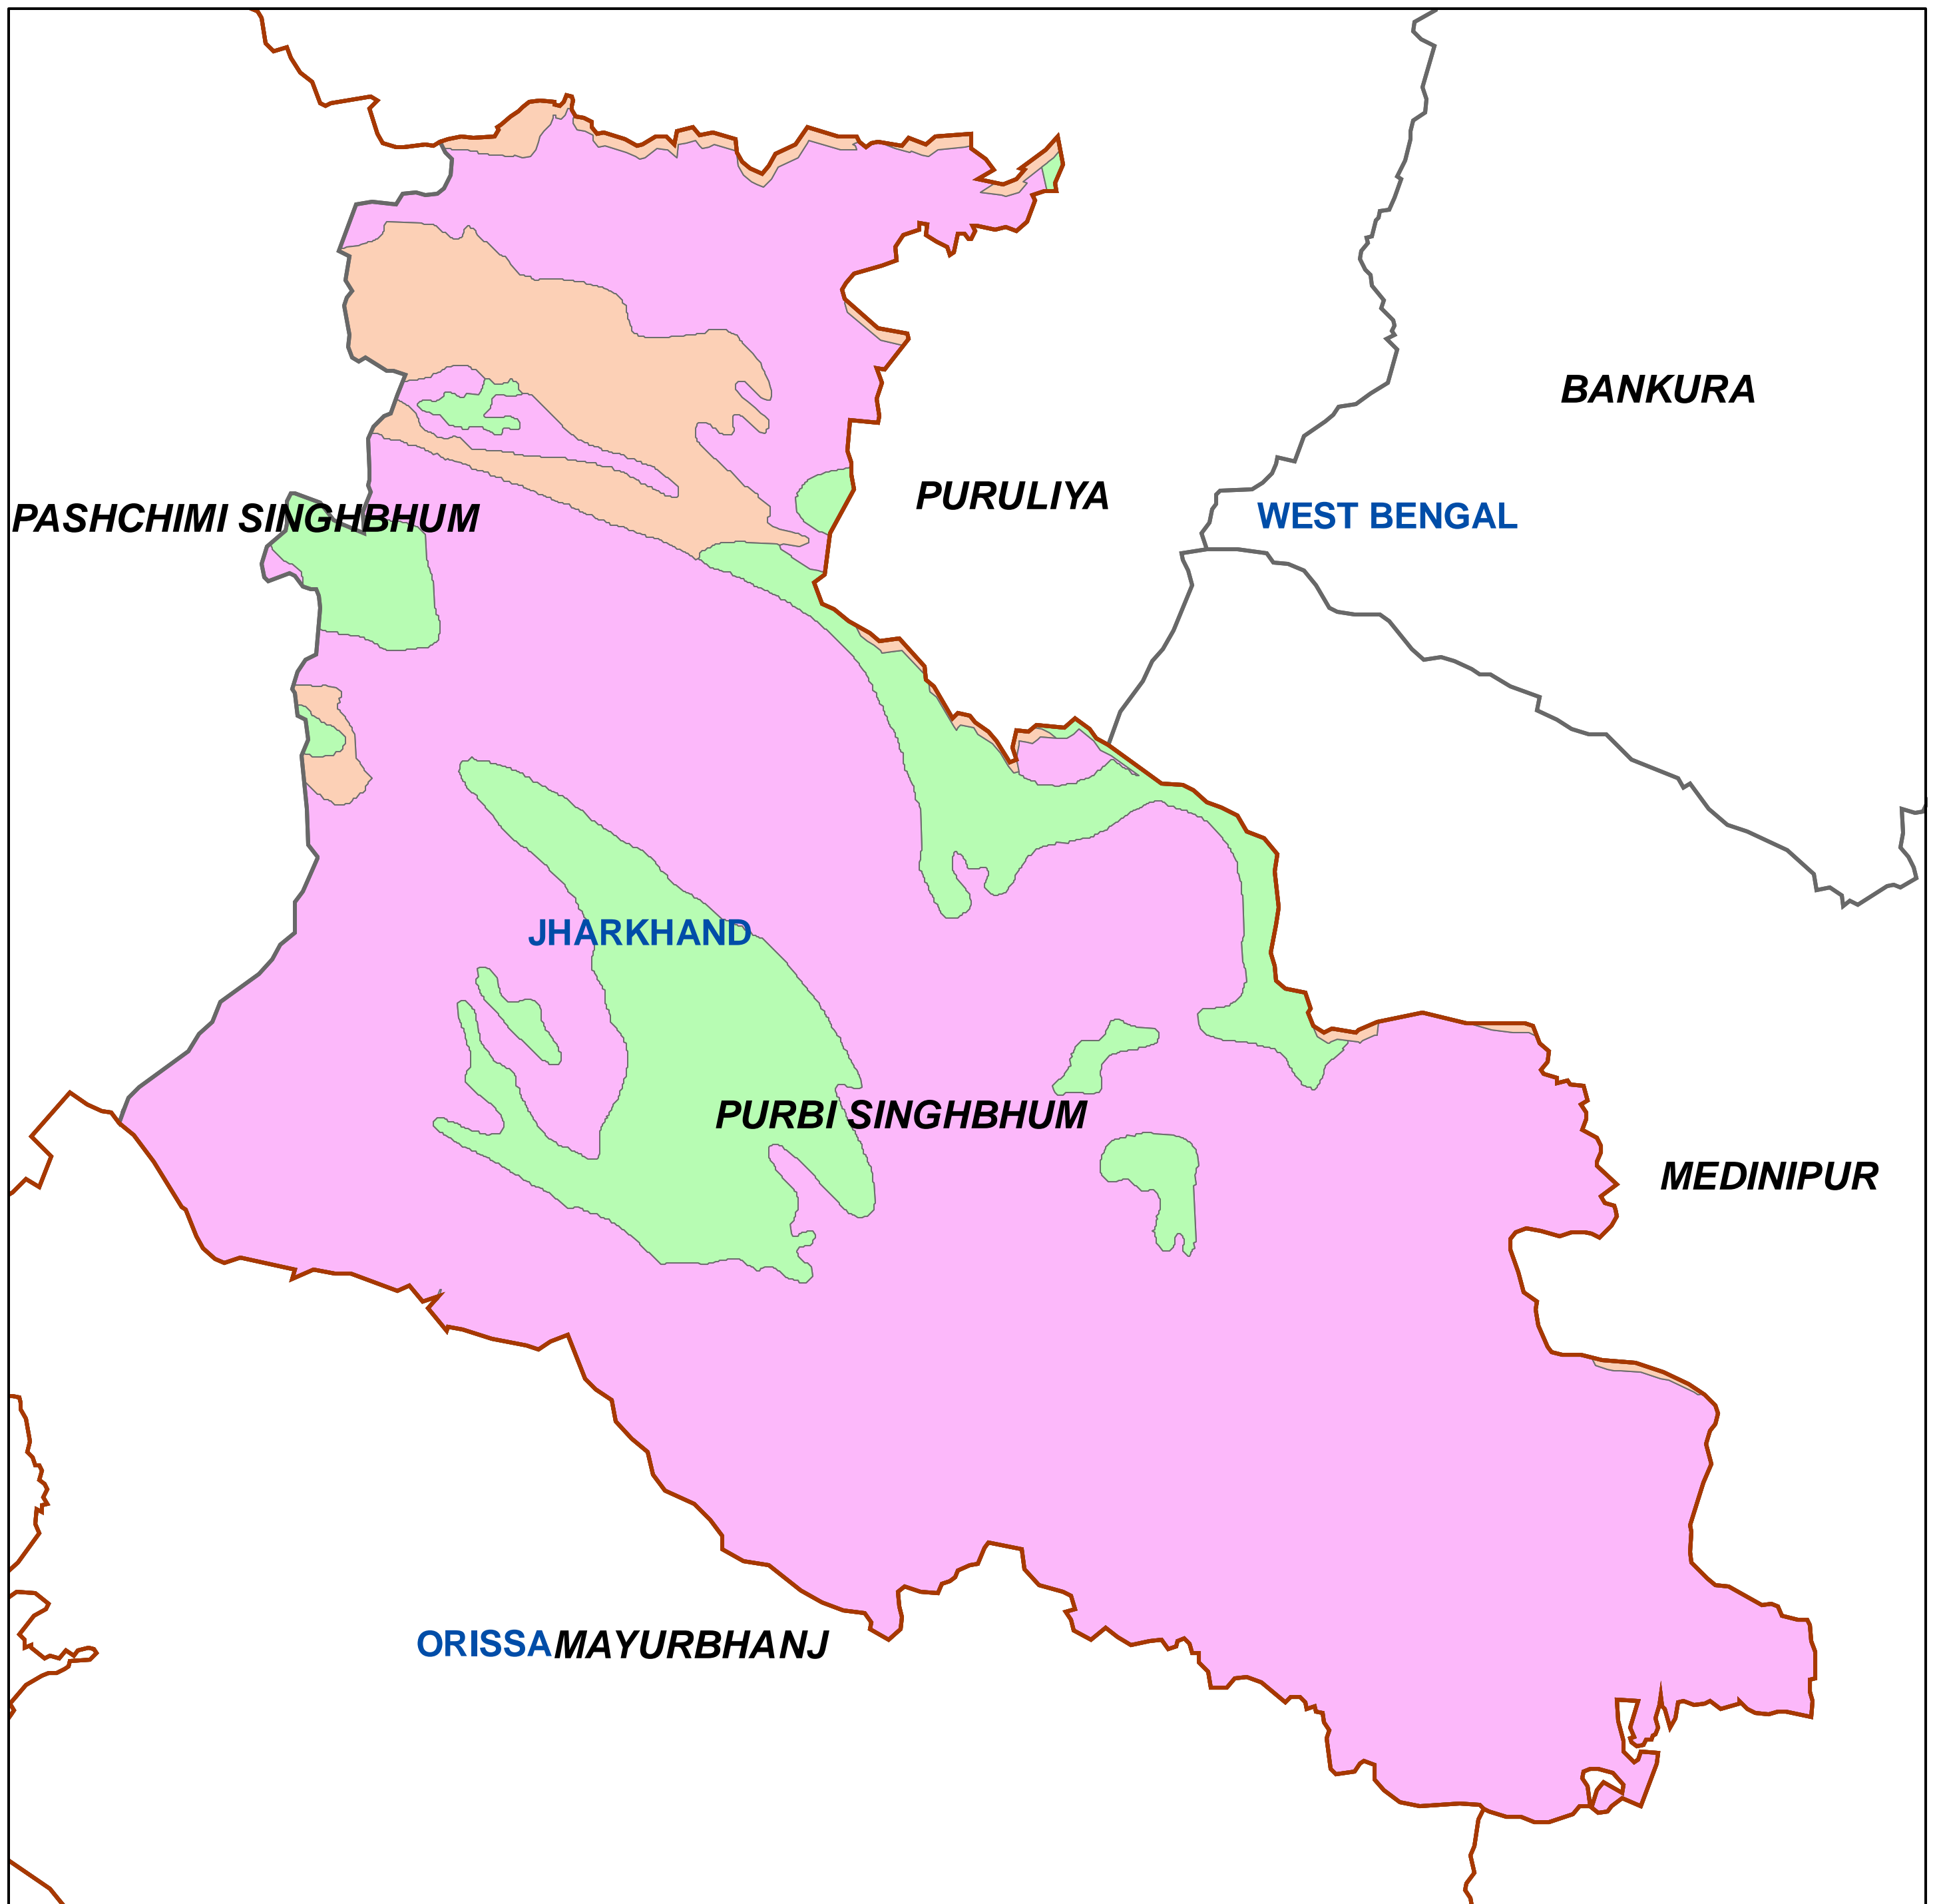 BANKURA
PURULIYA
WEST BENGAL
PASHCHIMI SINGHBHUM
JHARKHAND
PURBI SINGHBHUM
MEDINIPUR
ORISSA MAYURBHANJ